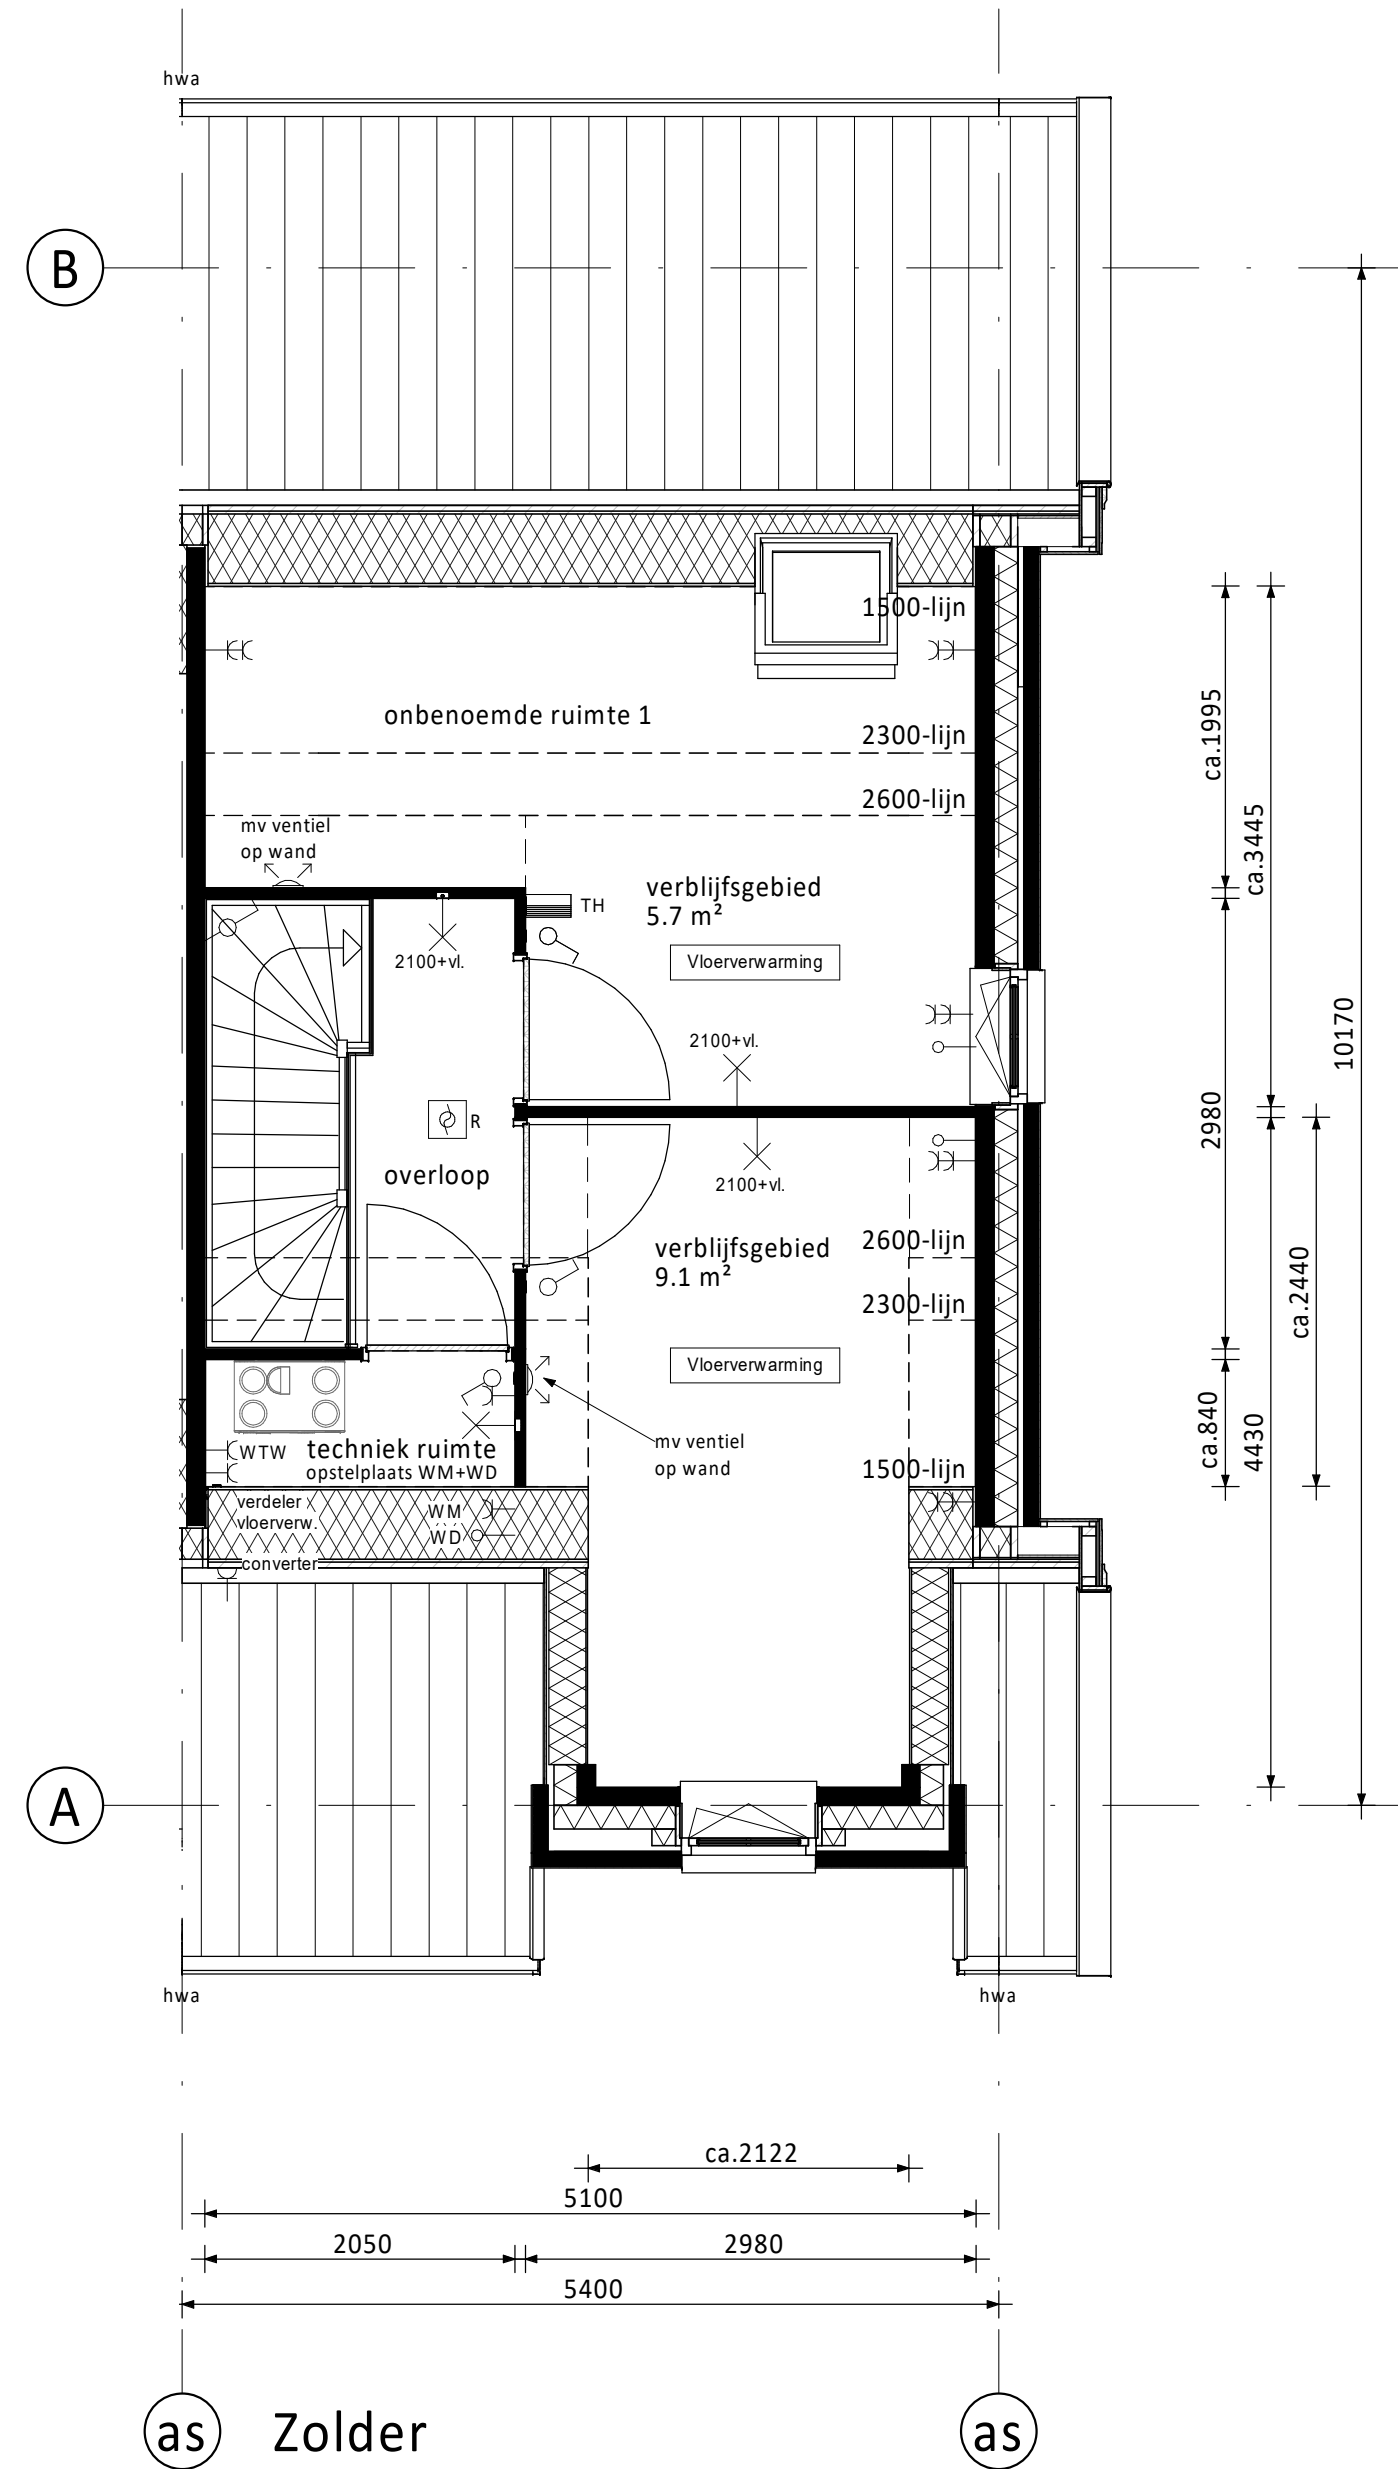 hwa
B
1500-lijn
onbenoemde ruimte 1
2300-lijn
2600-lijn
mv ventiel
op wand
verblijfsgebied
5.7 m²
TH
Vloerverwarming
2100+vl.
2100+vl.
R
overloop
2100+vl.
verblijfsgebied
9.1 m²
2600-lijn
2300-lijn
Vloerverwarming
mv ventiel
op wand
WTW
techniek ruimte
opstelplaats WM+WD
1500-lijn
verdeler
vloerverw.
WM
WD
converter
A
hwa
hwa
ca.1995
ca.3445
10170
2980
ca.2440
ca.840
4430
ca.2122
5100
2050
2980
5400
as
Zolder
as